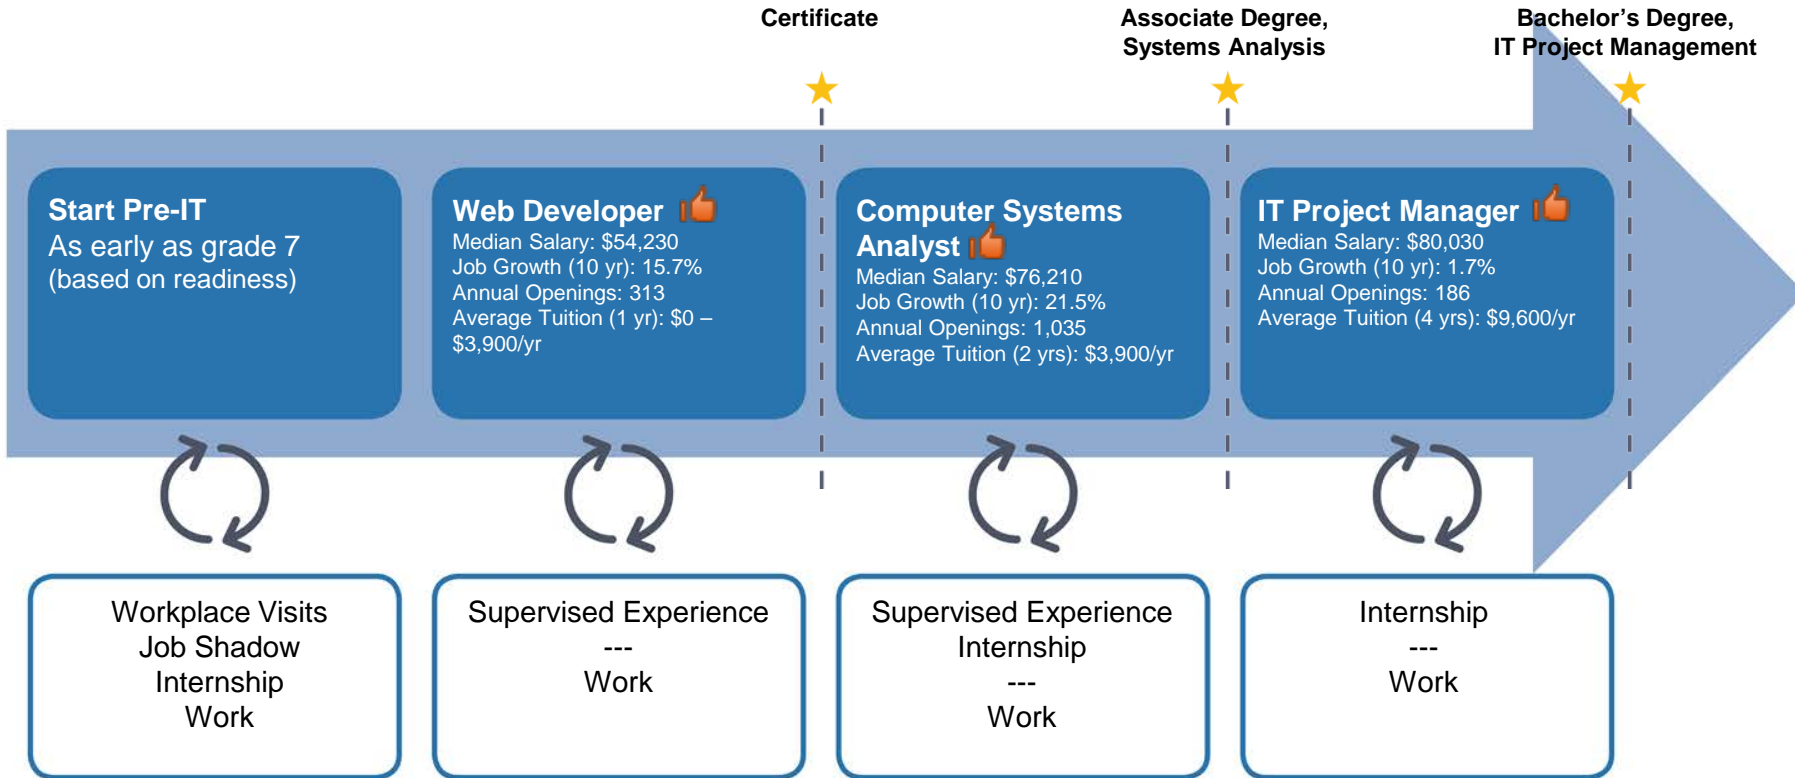 Certificate
Associate Degree,
Systems Analysis
Bachelor’s Degree,
IT Project Management
Start Pre-IT
As early as grade 7
(based on readiness)
Web Developer
Median Salary: $54,230
Job Growth (10 yr): 15.7%
Annual Openings: 313
Average Tuition (1 yr): $0 –
$3,900/yr
Computer Systems
Analyst
Median Salary: $76,210
Job Growth (10 yr): 21.5%
Annual Openings: 1,035
Average Tuition (2 yrs): $3,900/yr
IT Project Manager
Median Salary: $80,030
Job Growth (10 yr): 1.7%
Annual Openings: 186
Average Tuition (4 yrs): $9,600/yr
Workplace Visits
Job Shadow
Internship
Work
Supervised Experience
---
Work
Supervised Experience
Internship
---
Work
Internship
---
Work